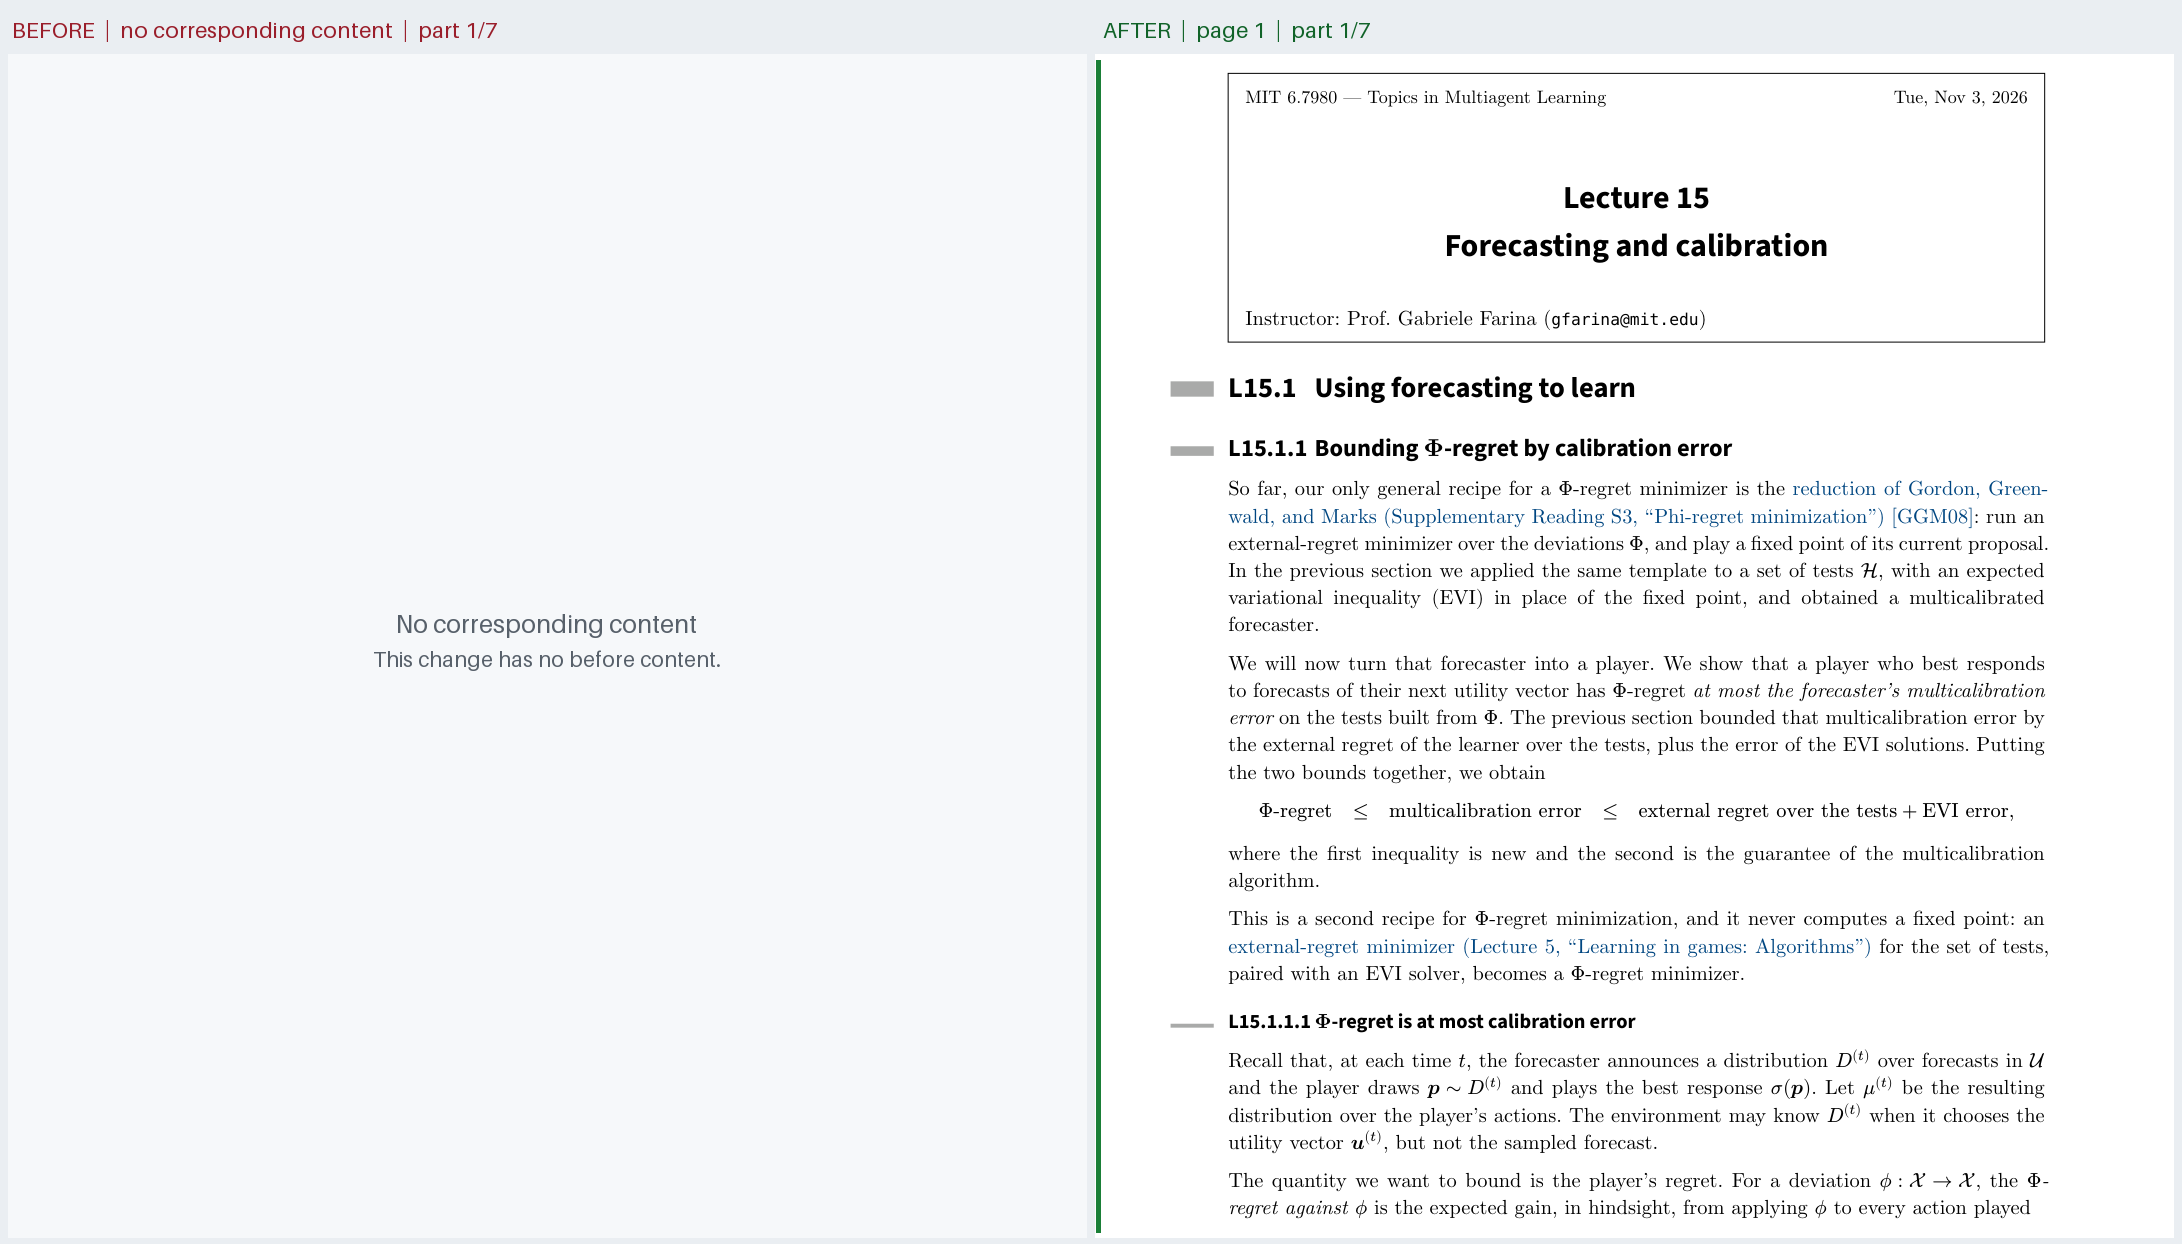 BEFORE | no corresponding content | part 1/7
No corresponding content
This change has no before content.
AFTER | page 1 | part 1/7
MIT 6.7980 — Topics in Multiagent Learning Tue, Nov 3, 2026
Lecture 15
Forecasting and calibration
Instructor: Prof. Gabriele Farina (gfarina@mit.edu)
L15.1 Using forecasting to learn
L15.1.1 Bounding Φ-regret by calibration error
So far, our only general recipe for a Φ-regret minimizer is the reduction of Gordon, Green-
wald, and Marks (Supplementary Reading S3, “Phi-regret minimization”) [GGM08]: run an
external-regret minimizer over the deviations Φ, and play a fixed point of its current proposal.
In the previous section we applied the same template to a set of tests ℋ, with an expected
variational inequality (EVI) in place of the fixed point, and obtained a multicalibrated
forecaster.
We will now turn that forecaster into a player. We show that a player who best responds
to forecasts of their next utility vector has Φ-regret at most the forecaster’s multicalibration
error on the tests built from Φ. The previous section bounded that multicalibration error by
the external regret of the learner over the tests, plus the error of the EVI solutions. Putting
the two bounds together, we obtain
Φ-regret ≤ multicalibration error ≤ external regret over the tests + EVI error,
where the first inequality is new and the second is the guarantee of the multicalibration
algorithm.
This is a second recipe for Φ-regret minimization, and it never computes a fixed point: an
external-regret minimizer (Lecture 5, “Learning in games: Algorithms”) for the set of tests,
paired with an EVI solver, becomes a Φ-regret minimizer.
L15.1.1.1 Φ-regret is at most calibration error
Recall that, at each time t, the forecaster announces a distribution D⁽ᵗ⁾ over forecasts in 𝒰
and the player draws 𝒑 ∼ D⁽ᵗ⁾ and plays the best response σ(𝒑). Let μ⁽ᵗ⁾ be the resulting
distribution over the player’s actions. The environment may know D⁽ᵗ⁾ when it chooses the
utility vector 𝒖⁽ᵗ⁾, but not the sampled forecast.
The quantity we want to bound is the player’s regret. For a deviation ϕ : 𝒳 → 𝒳, the Φ-
regret against ϕ is the expected gain, in hindsight, from applying ϕ to every action played